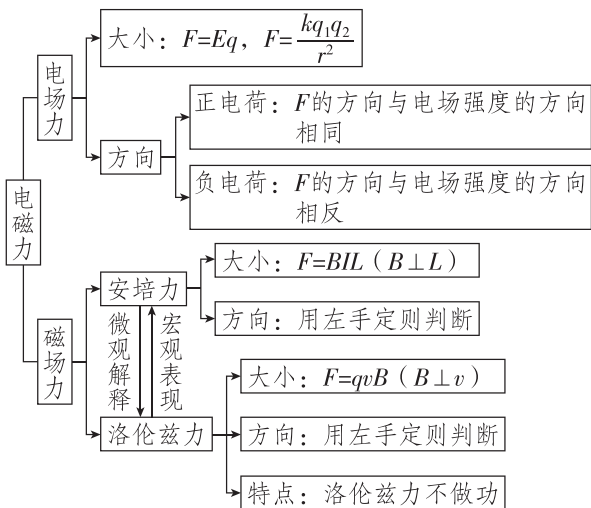 大小：F=Eq，F=kq₁q₂/r²
电场力
正电荷：F的方向与电场强度的方向
相同
方向
负电荷：F的方向与电场强度的方向
相反
电磁力
大小：F=BIL（B⊥L）
安培力
方向：用左手定则判断
磁场力
微观解释
宏观表现
大小：F=qvB（B⊥v）
洛伦兹力
方向：用左手定则判断
特点：洛伦兹力不做功